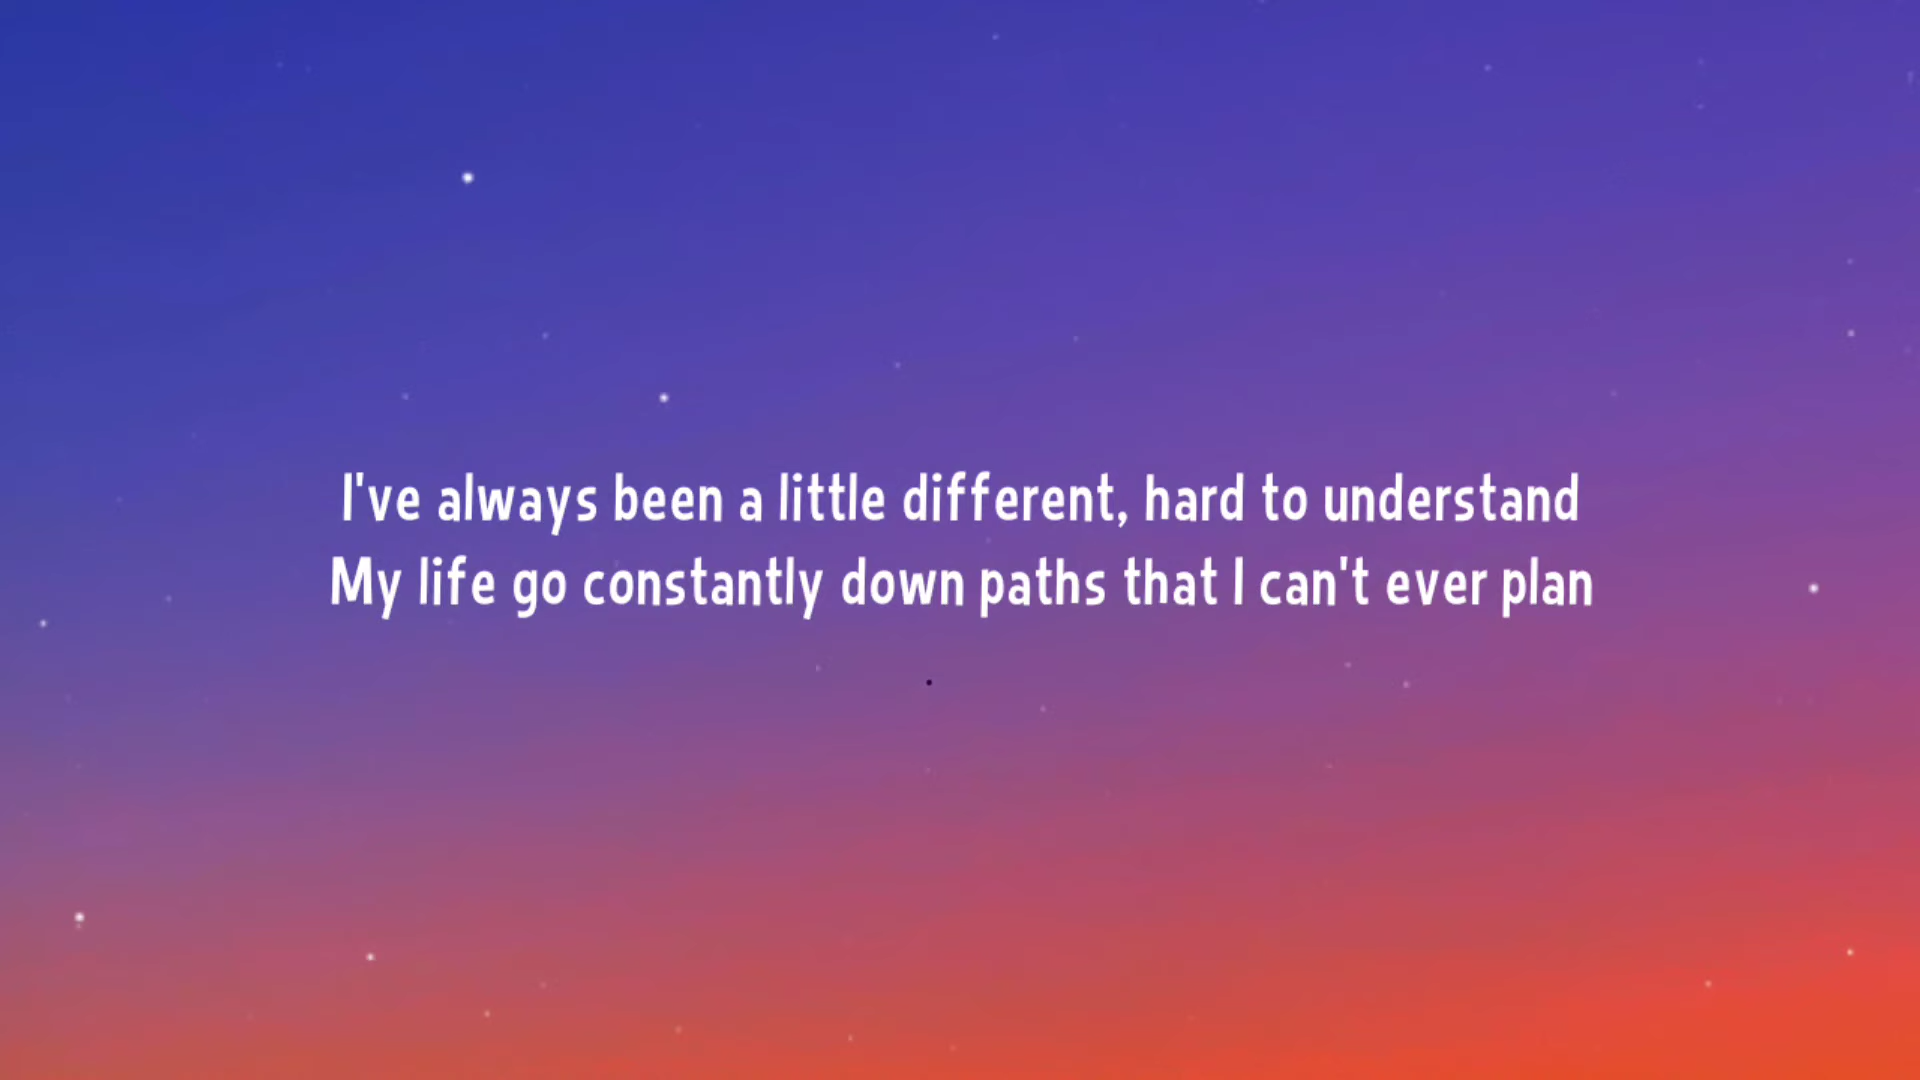 I've always been a little different, hard to understand
My life go constantly down paths that I can't ever plan